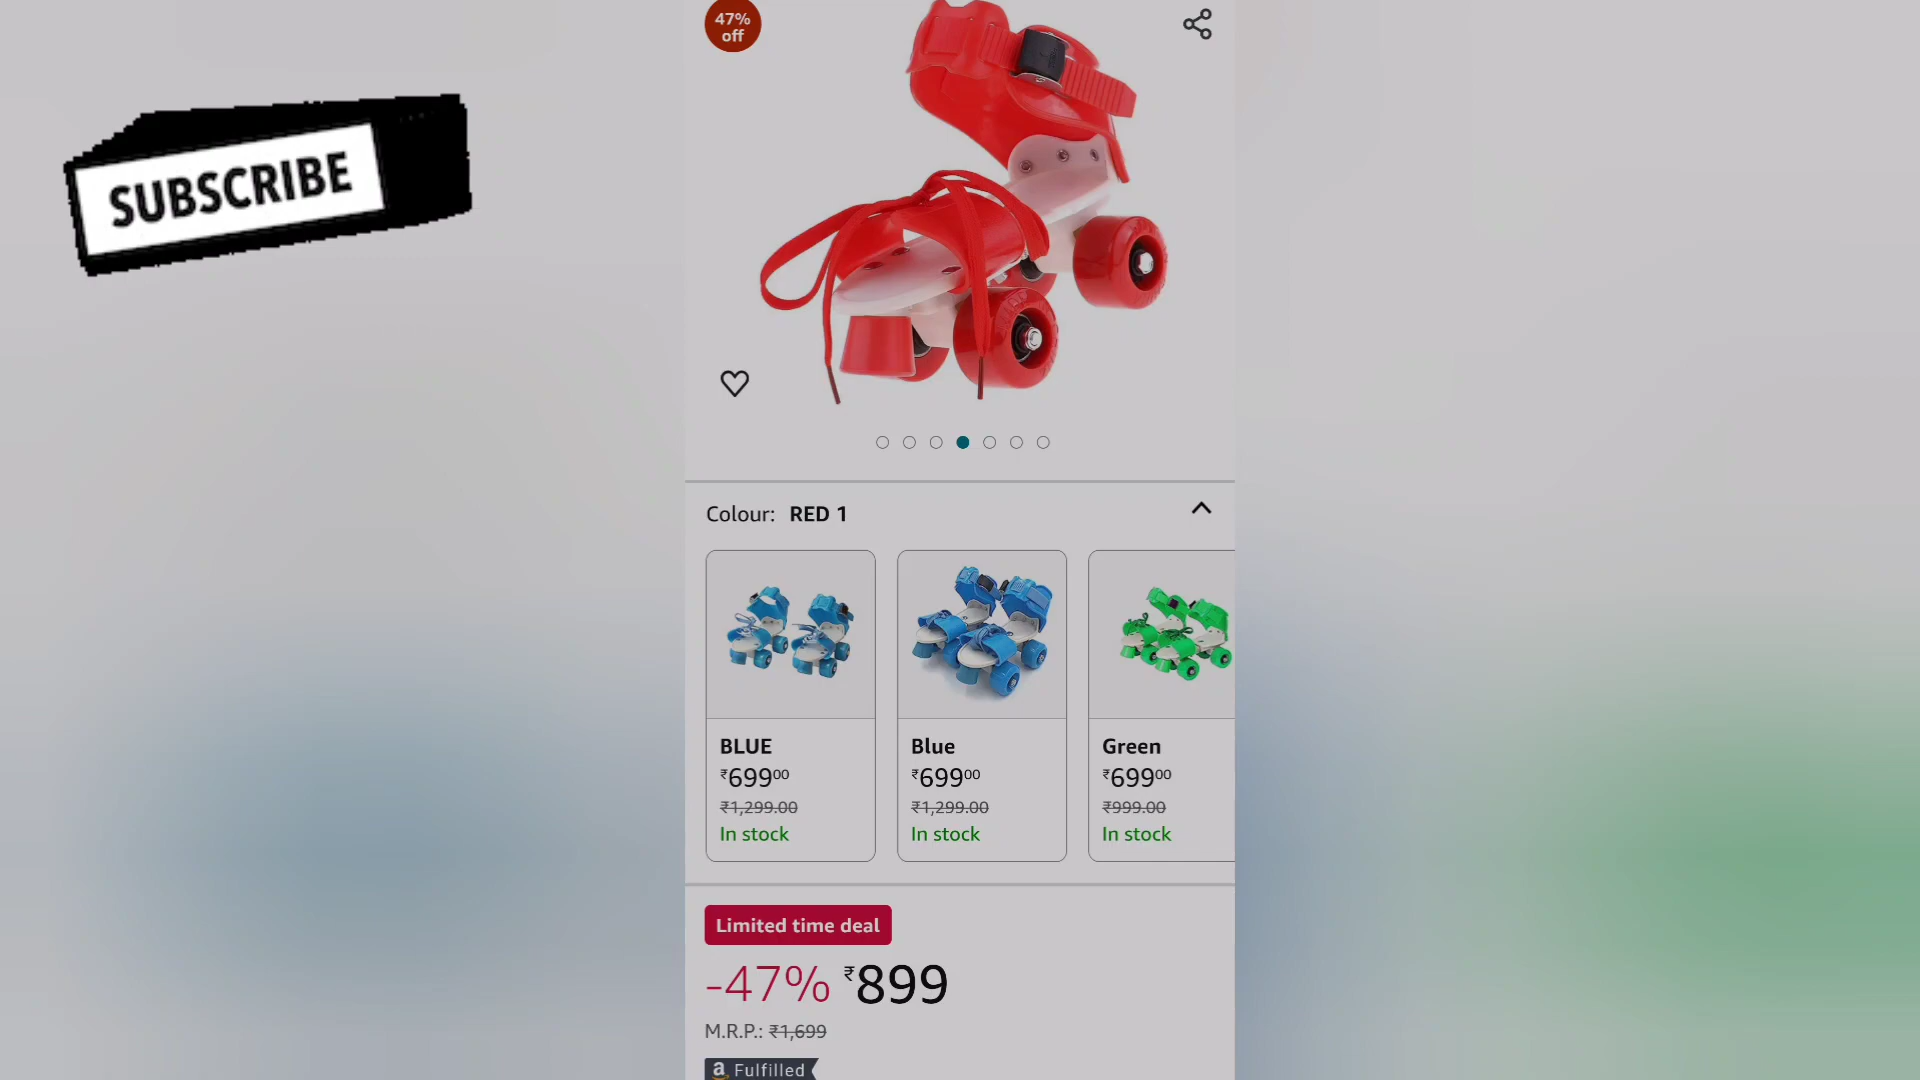 47%
off
SUBSCRIBE
Colour: RED 1
BLUE
₹69900
₹1,299.00
In stock
Blue
₹69900
₹1,299.00
In stock
Green
₹69900
₹999.00
In stock
Limited time deal
-47% ₹899
M.R.P.: ₹1,699
a Fulfilled